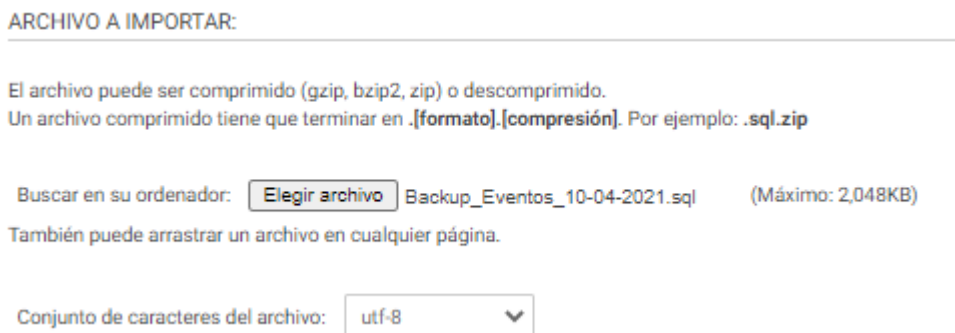 ARCHIVO A IMPORTAR:
El archivo puede ser comprimido (gzip, bzip2, zip) o descomprimido.
Un archivo comprimido tiene que terminar en .[formato].[compresión]. Por ejemplo: .sql.zip
Buscar en su ordenador: Elegir archivo Backup_Eventos_10-04-2021.sql (Máximo: 2,048KB)
También puede arrastrar un archivo en cualquier página.
Conjunto de caracteres del archivo: utf-8